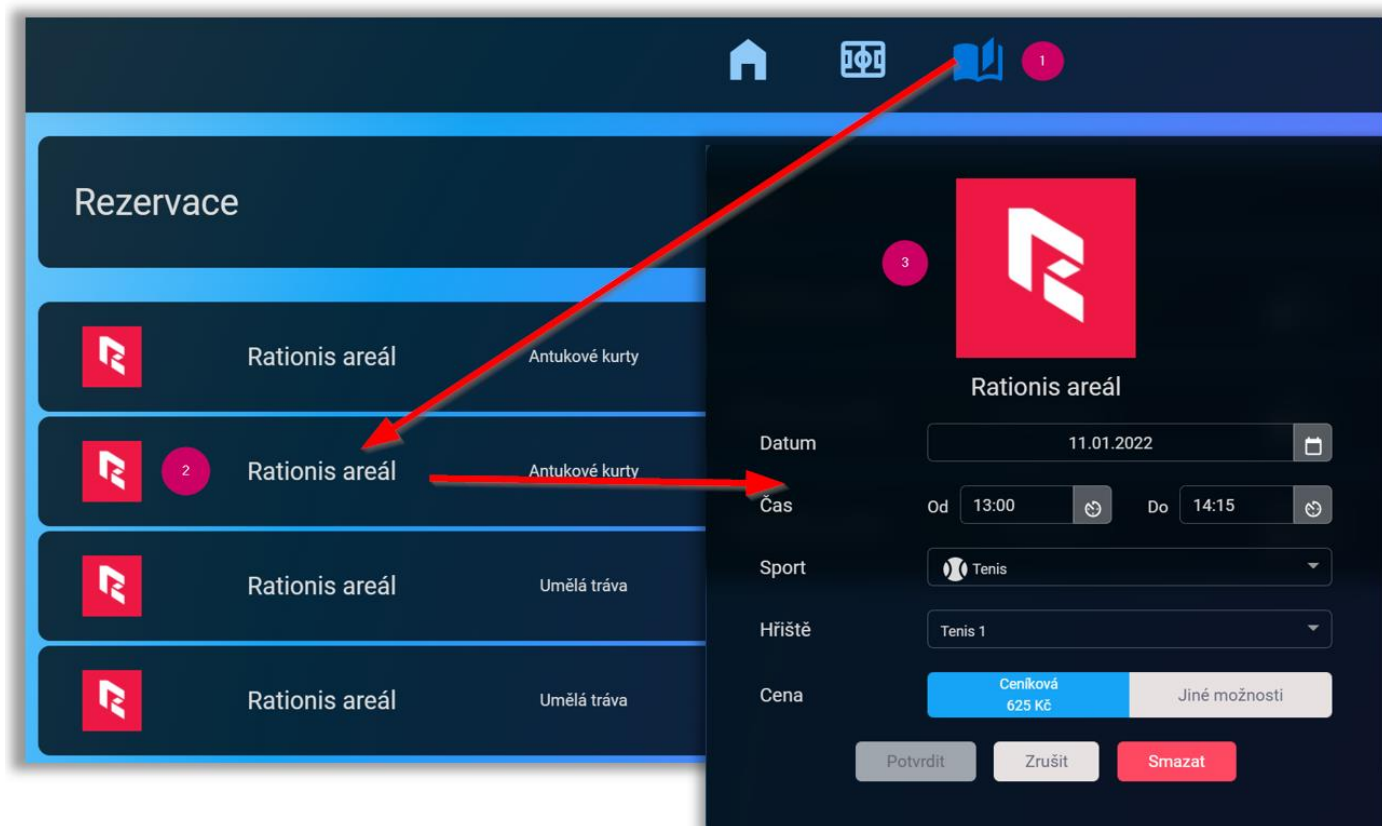 1
Rezervace
Rationis areál Antukové kurty
2 Rationis areál Antukové kurty
Rationis areál Umělá tráva
Rationis areál Umělá tráva
3
Rationis areál
Datum 11.01.2022
Čas Od 13:00 Do 14:15
Sport Tenis
Hřiště Tenis 1
Cena Ceníková 625 Kč Jiné možnosti
Potvrdit Zrušit Smazat